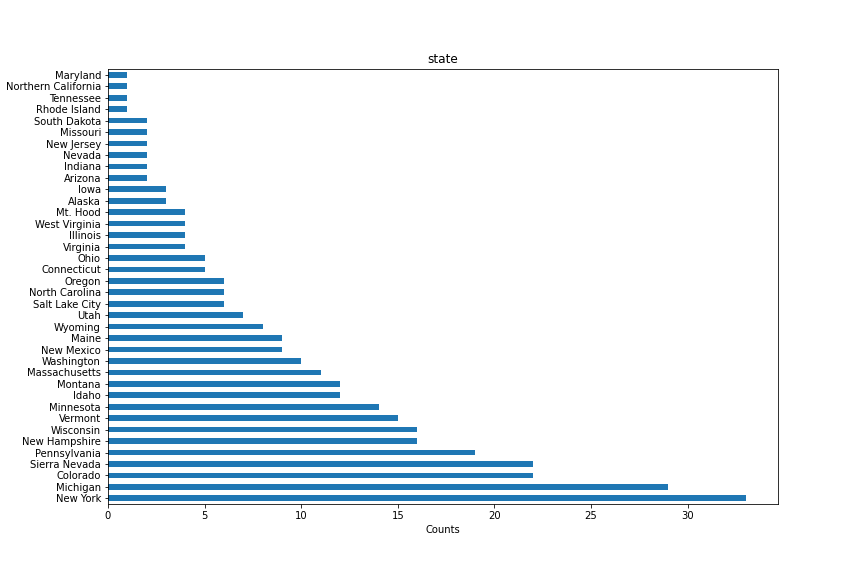 state
Maryland
Northern California
Tennessee
Rhode Island
South Dakota
Missouri
New Jersey
Nevada
Indiana
Arizona
Iowa
Alaska
Mt. Hood
West Virginia
Illinois
Virginia
Ohio
Connecticut
Oregon
North Carolina
Salt Lake City
Utah
Wyoming
Maine
New Mexico
Washington
Massachusetts
Montana
Idaho
Minnesota
Vermont
Wisconsin
New Hampshire
Pennsylvania
Sierra Nevada
Colorado
Michigan
New York
0 5 10 15 20 25 30
Counts